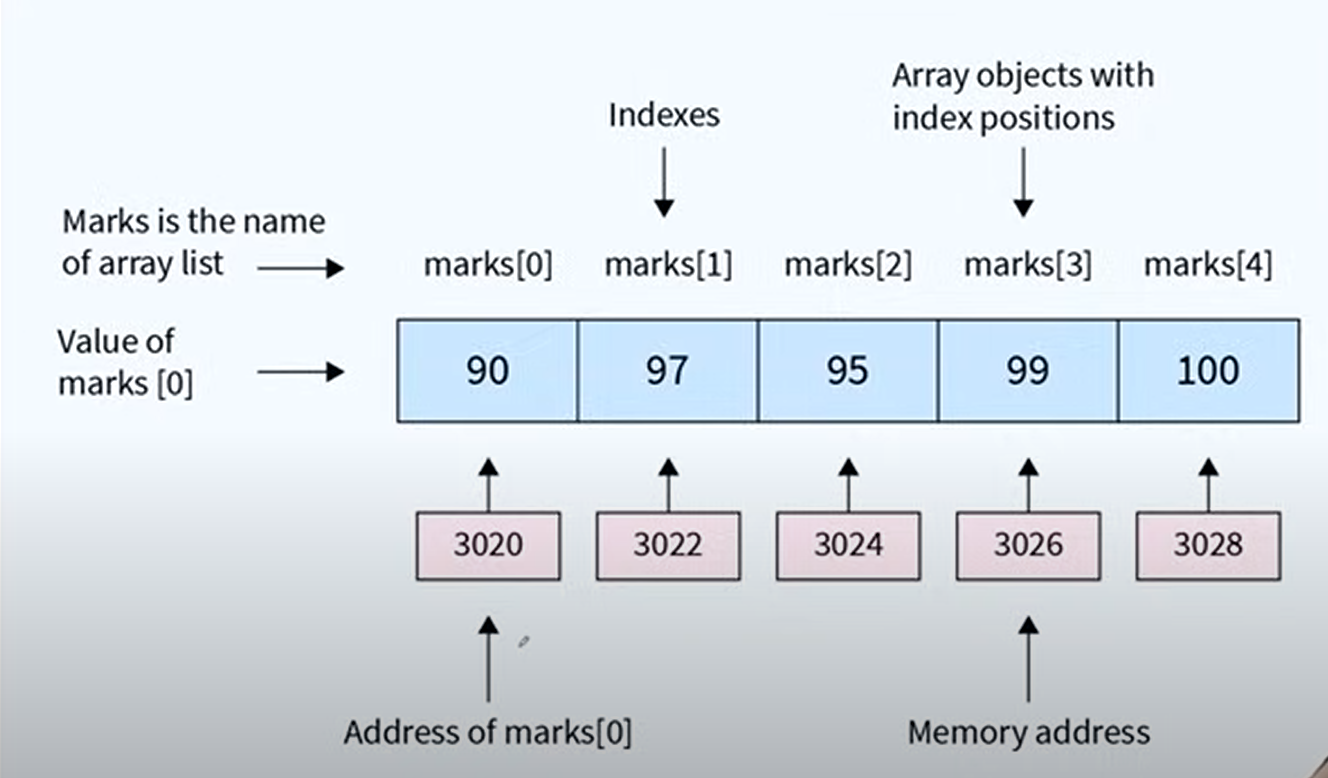 Array objects with
index positions
Indexes
Marks is the name
of array list
marks[0] marks[1] marks[2] marks[3] marks[4]
Value of
marks [0]
90 97 95 99 100
3020 3022 3024 3026 3028
Address of marks[0] Memory address